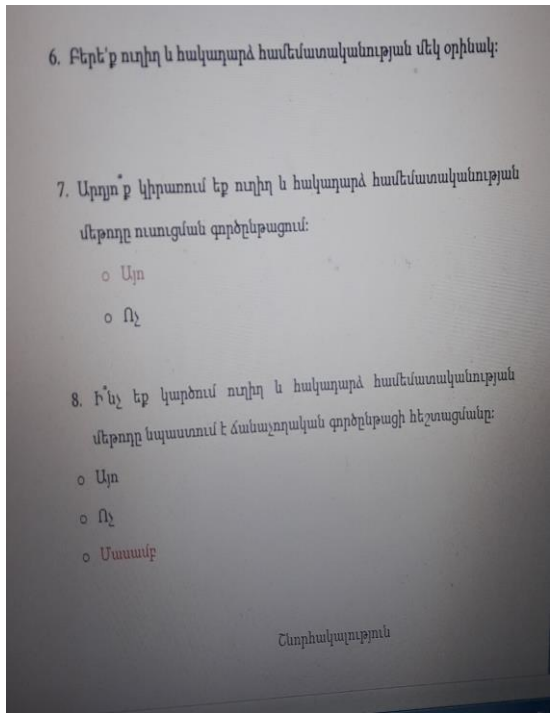 6. Բերե՛ք ուղիղ և հակադարձ համեմատականության մեկ օրինակ:
7. Արդյո՞ք կիրառում եք ուղիղ և հակադարձ համեմատականության
մեթոդը ուսուցման գործընթացում:
o Այո
o Ոչ
8. Ի՞նչ եք կարծում ուղիղ և հակադարձ համեմատականության
մեթոդը նպաստում է ճանաչողական գործընթացի հեշտացմանը:
o Այո
o Ոչ
o Մասամբ
Շնորհակալություն